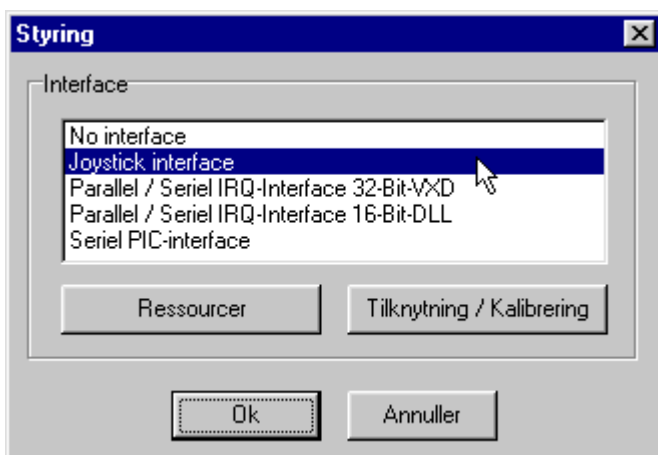 Styring
Interface
No interface
Joystick interface
Parallel / Seriel IRQ-Interface 32-Bit-VXD
Parallel / Seriel IRQ-Interface 16-Bit-DLL
Seriel PIC-interface
Ressourcer
Tilknytning / Kalibrering
Ok
Annuller